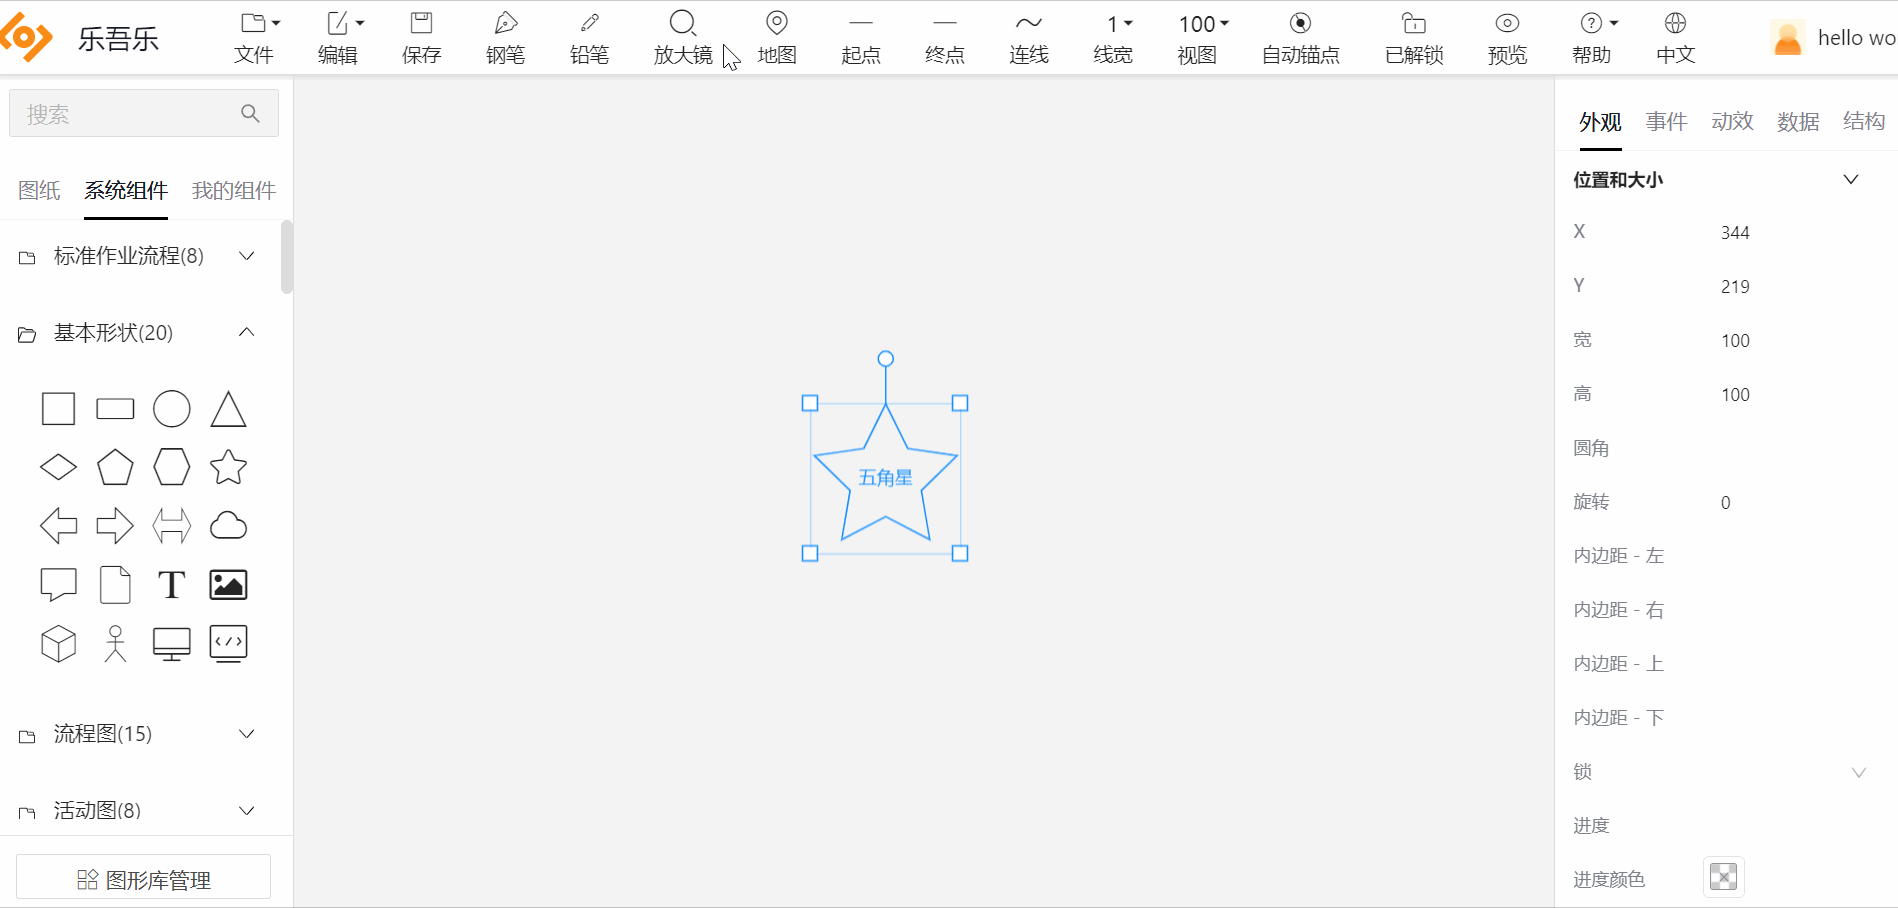 乐吾乐
文件
编辑
保存
钢笔
铅笔
放大镜
地图
起点
终点
连线
1
线宽
100
视图
自动锚点
已解锁
预览
帮助
中文
hello wo
搜索
图纸 系统组件 我的组件
标准作业流程(8)
基本形状(20)
T
流程图(15)
活动图(8)
图形库管理
五角星
外观 事件 动效 数据 结构
位置和大小
X 344
Y 219
宽 100
高 100
圆角
旋转 0
内边距 - 左
内边距 - 右
内边距 - 上
内边距 - 下
锁
进度
进度颜色